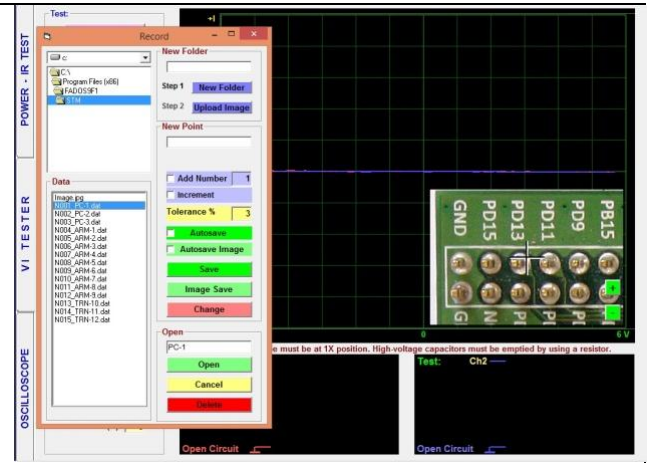 Test:
+I
Record
POWER - IR TEST
VI TESTER
OSCILLOSCOPE
c:
C:\
Program Files (x86)
FADOS9F1
STM
New Folder
Step 1 New Folder
Step 2 Upload Image
New Point
Add Number 1
Increment
Tolerance % 3
Autosave
Autosave Image
Save
Image Save
Change
Data
Image.jpg
N001_PC-1.dat
N002_PC-2.dat
N003_PC-3.dat
N004_ARM-1.dat
N005_ARM-2.dat
N006_ARM-3.dat
N007_ARM-4.dat
N008_ARM-5.dat
N009_ARM-6.dat
N010_ARM-7.dat
N011_ARM-8.dat
N012_ARM-9.dat
N013_TRN-10.dat
N014_TRN-11.dat
N015_TRN-12.dat
Open
PC-1
Open
Cancel
Delete
GND
PD15
PD13
PD11
PD9
PB15
+
-
0
6 V
e must be at 1X position. High-voltage capacitors must be emptied by using a resistor.
Open Circuit
Test: Ch2
Open Circuit